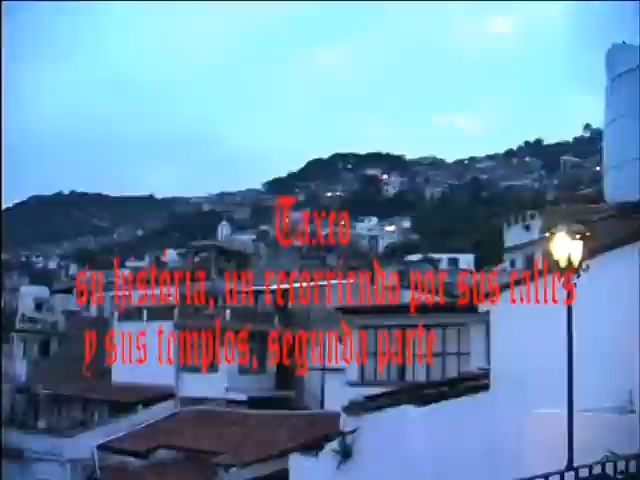 Taxco
su historia, un recorriendo por sus calles
y sus templos, segunda parte